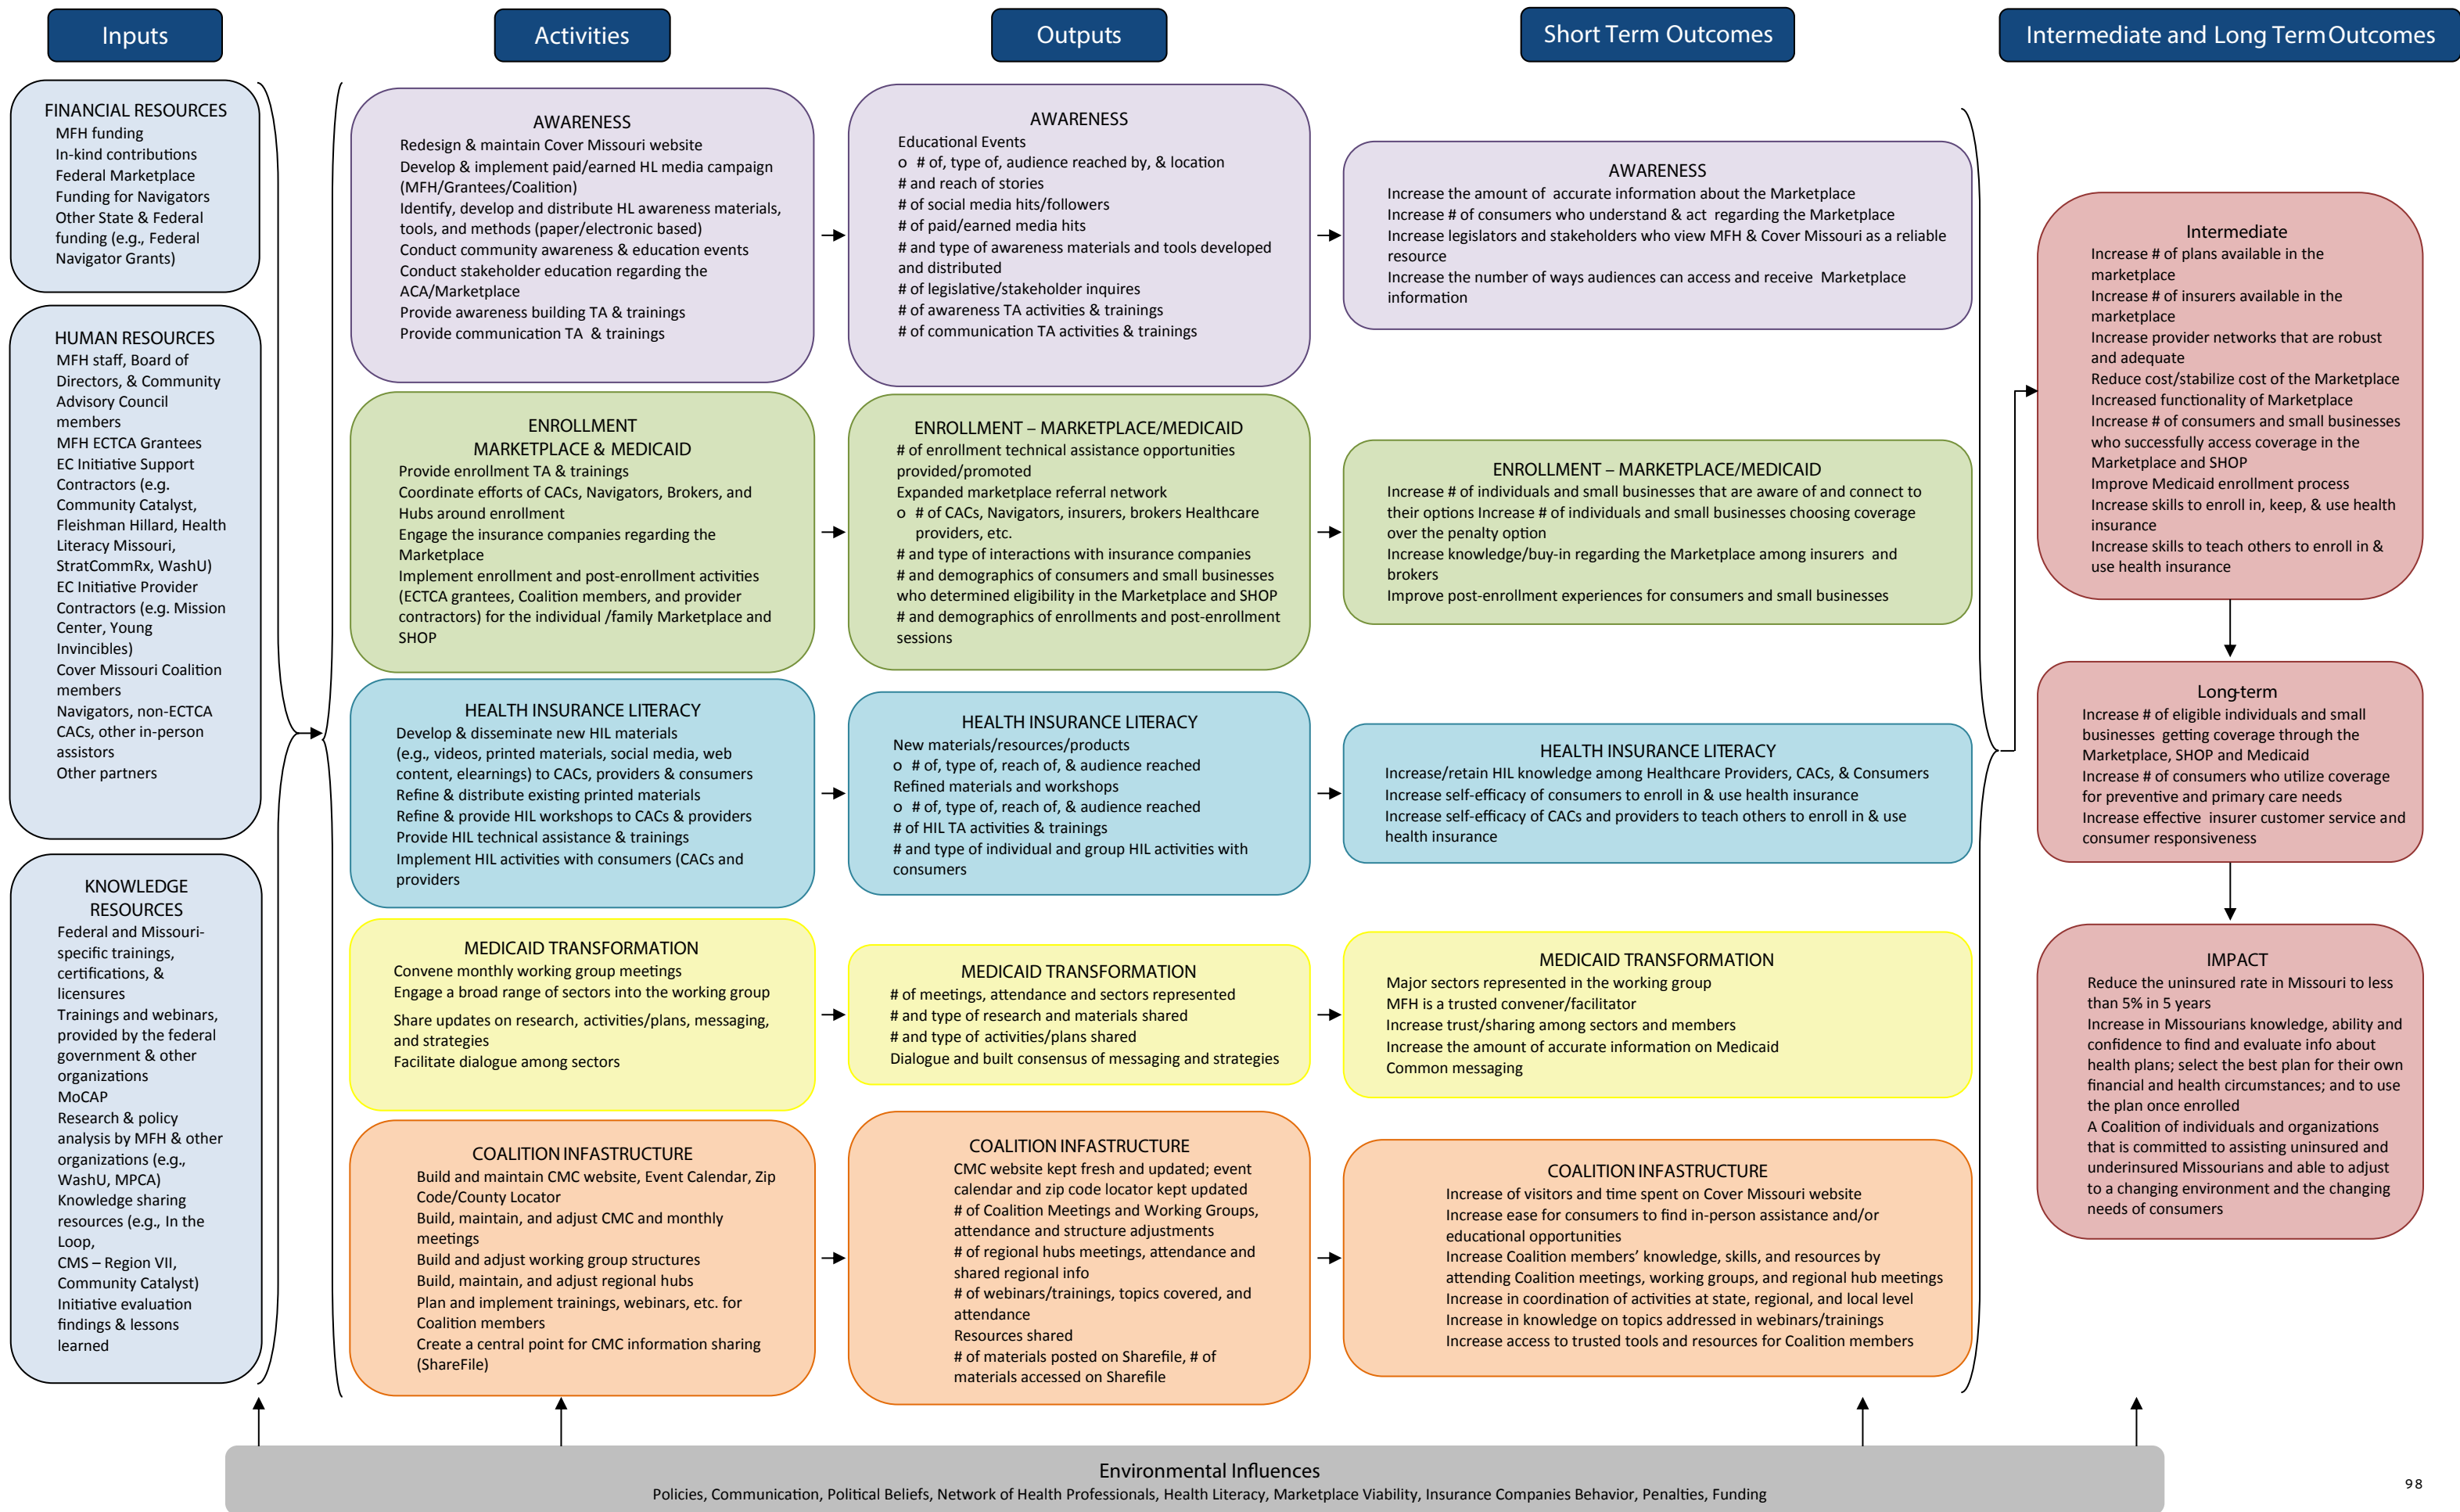 Inputs
Activities
Outputs
Short Term Outcomes
Intermediate and Long Term Outcomes
FINANCIAL RESOURCES
MFH funding
In-kind contributions
Federal Marketplace
Funding for Navigators
Other State & Federal
funding (e.g., Federal
Navigator Grants)
HUMAN RESOURCES
MFH staff, Board of
Directors, & Community
Advisory Council
members
MFH ECTCA Grantees
EC Initiative Support
Contractors (e.g.
Community Catalyst,
Fleishman Hillard, Health
Literacy Missouri,
StratCommRx, WashU)
EC Initiative Provider
Contractors (e.g. Mission
Center, Young
Invincibles)
Cover Missouri Coalition
members
Navigators, non-ECTCA
CACs, other in-person
assistors
Other partners
KNOWLEDGE
RESOURCES
Federal and Missouri-
specific trainings,
certifications, &
licensures
Trainings and webinars,
provided by the federal
government & other
organizations
MoCAP
Research & policy
analysis by MFH & other
organizations (e.g.,
WashU, MPCA)
Knowledge sharing
resources (e.g., In the
Loop,
CMS – Region VII,
Community Catalyst)
Initiative evaluation
findings & lessons
learned
AWARENESS
Redesign & maintain Cover Missouri website
Develop & implement paid/earned HL media campaign
(MFH/Grantees/Coalition)
Identify, develop and distribute HL awareness materials,
tools, and methods (paper/electronic based)
Conduct community awareness & education events
Conduct stakeholder education regarding the
ACA/Marketplace
Provide awareness building TA & trainings
Provide communication TA & trainings
ENROLLMENT
MARKETPLACE & MEDICAID
Provide enrollment TA & trainings
Coordinate efforts of CACs, Navigators, Brokers, and
Hubs around enrollment
Engage the insurance companies regarding the
Marketplace
Implement enrollment and post-enrollment activities
(ECTCA grantees, Coalition members, and provider
contractors) for the individual /family Marketplace and
SHOP
HEALTH INSURANCE LITERACY
Develop & disseminate new HIL materials
(e.g., videos, printed materials, social media, web
content, elearnings) to CACs, providers & consumers
Refine & distribute existing printed materials
Refine & provide HIL workshops to CACs & providers
Provide HIL technical assistance & trainings
Implement HIL activities with consumers (CACs and
providers
MEDICAID TRANSFORMATION
Convene monthly working group meetings
Engage a broad range of sectors into the working group
Share updates on research, activities/plans, messaging,
and strategies
Facilitate dialogue among sectors
COALITION INFASTRUCTURE
Build and maintain CMC website, Event Calendar, Zip
Code/County Locator
Build, maintain, and adjust CMC and monthly
meetings
Build and adjust working group structures
Build, maintain, and adjust regional hubs
Plan and implement trainings, webinars, etc. for
Coalition members
Create a central point for CMC information sharing
(ShareFile)
AWARENESS
Educational Events
o # of, type of, audience reached by, & location
# and reach of stories
# of social media hits/followers
# of paid/earned media hits
# and type of awareness materials and tools developed
and distributed
# of legislative/stakeholder inquires
# of awareness TA activities & trainings
# of communication TA activities & trainings
ENROLLMENT – MARKETPLACE/MEDICAID
# of enrollment technical assistance opportunities
provided/promoted
Expanded marketplace referral network
o # of CACs, Navigators, insurers, brokers Healthcare
providers, etc.
# and type of interactions with insurance companies
# and demographics of consumers and small businesses
who determined eligibility in the Marketplace and SHOP
# and demographics of enrollments and post-enrollment
sessions
HEALTH INSURANCE LITERACY
New materials/resources/products
o # of, type of, reach of, & audience reached
Refined materials and workshops
o # of, type of, reach of, & audience reached
# of HIL TA activities & trainings
# and type of individual and group HIL activities with
consumers
MEDICAID TRANSFORMATION
# of meetings, attendance and sectors represented
# and type of research and materials shared
# and type of activities/plans shared
Dialogue and built consensus of messaging and strategies
COALITION INFASTRUCTURE
CMC website kept fresh and updated; event
calendar and zip code locator kept updated
# of Coalition Meetings and Working Groups,
attendance and structure adjustments
# of regional hubs meetings, attendance and
shared regional info
# of webinars/trainings, topics covered, and
attendance
Resources shared
# of materials posted on Sharefile, # of
materials accessed on Sharefile
AWARENESS
Increase the amount of accurate information about the Marketplace
Increase # of consumers who understand & act regarding the Marketplace
Increase legislators and stakeholders who view MFH & Cover Missouri as a reliable
resource
Increase the number of ways audiences can access and receive Marketplace
information
ENROLLMENT – MARKETPLACE/MEDICAID
Increase # of individuals and small businesses that are aware of and connect to
their options Increase # of individuals and small businesses choosing coverage
over the penalty option
Increase knowledge/buy-in regarding the Marketplace among insurers and
brokers
Improve post-enrollment experiences for consumers and small businesses
HEALTH INSURANCE LITERACY
Increase/retain HIL knowledge among Healthcare Providers, CACs, & Consumers
Increase self-efficacy of consumers to enroll in & use health insurance
Increase self-efficacy of CACs and providers to teach others to enroll in & use
health insurance
MEDICAID TRANSFORMATION
Major sectors represented in the working group
MFH is a trusted convener/facilitator
Increase trust/sharing among sectors and members
Increase the amount of accurate information on Medicaid
Common messaging
COALITION INFASTRUCTURE
Increase of visitors and time spent on Cover Missouri website
Increase ease for consumers to find in-person assistance and/or
educational opportunities
Increase Coalition members’ knowledge, skills, and resources by
attending Coalition meetings, working groups, and regional hub meetings
Increase in coordination of activities at state, regional, and local level
Increase in knowledge on topics addressed in webinars/trainings
Increase access to trusted tools and resources for Coalition members
Intermediate
Increase # of plans available in the
marketplace
Increase # of insurers available in the
marketplace
Increase provider networks that are robust
and adequate
Reduce cost/stabilize cost of the Marketplace
Increased functionality of Marketplace
Increase # of consumers and small businesses
who successfully access coverage in the
Marketplace and SHOP
Improve Medicaid enrollment process
Increase skills to enroll in, keep, & use health
insurance
Increase skills to teach others to enroll in &
use health insurance
Long-term
Increase # of eligible individuals and small
businesses getting coverage through the
Marketplace, SHOP and Medicaid
Increase # of consumers who utilize coverage
for preventive and primary care needs
Increase effective insurer customer service and
consumer responsiveness
IMPACT
Reduce the uninsured rate in Missouri to less
than 5% in 5 years
Increase in Missourians knowledge, ability and
confidence to find and evaluate info about
health plans; select the best plan for their own
financial and health circumstances; and to use
the plan once enrolled
A Coalition of individuals and organizations
that is committed to assisting uninsured and
underinsured Missourians and able to adjust
to a changing environment and the changing
needs of consumers
Environmental Influences
Policies, Communication, Political Beliefs, Network of Health Professionals, Health Literacy, Marketplace Viability, Insurance Companies Behavior, Penalties, Funding
98